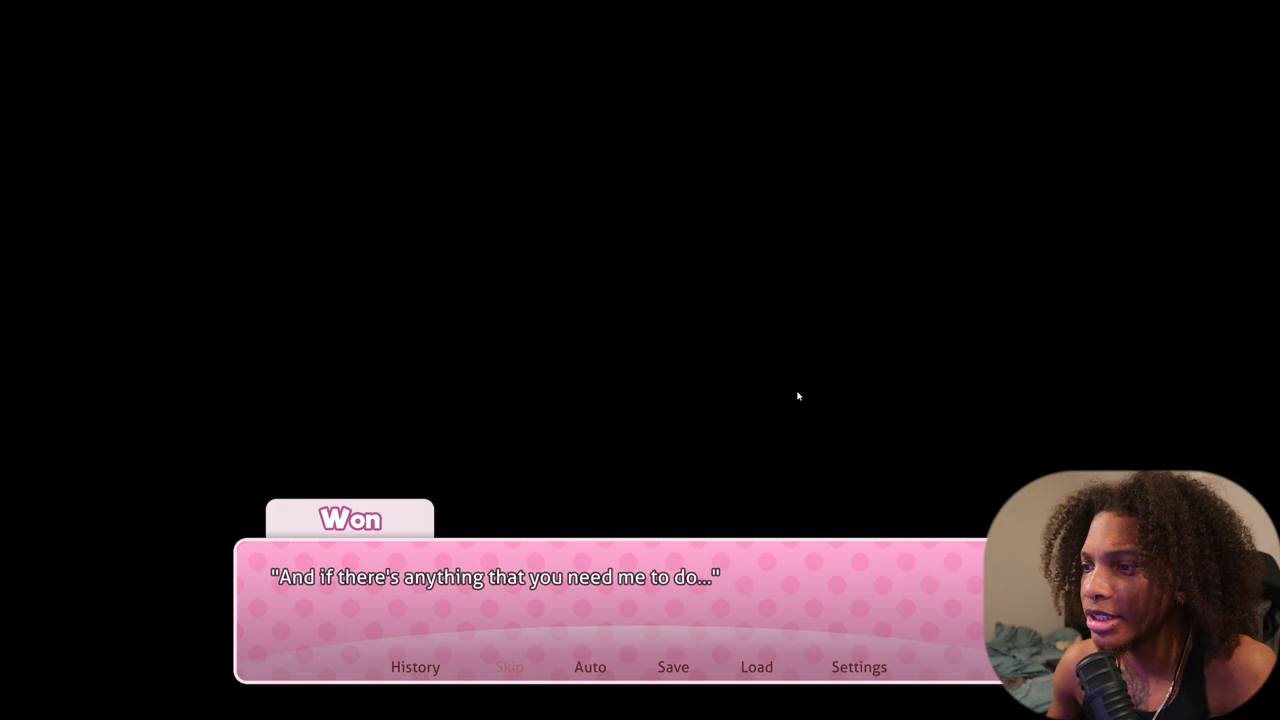 Won
"And if there's anything that you need me to do..."
History Skip Auto Save Load Settings